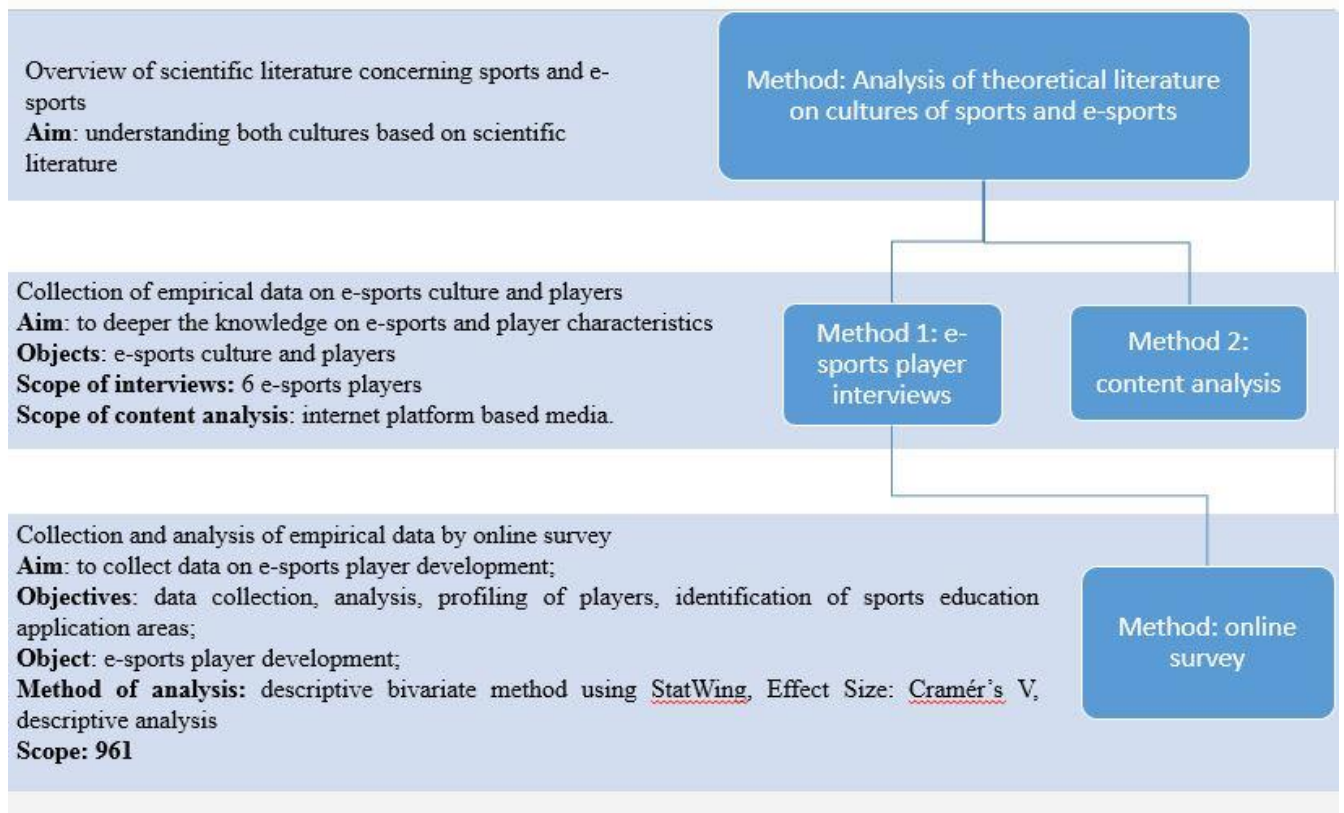 Overview of scientific literature concerning sports and e-
sports
Aim: understanding both cultures based on scientific
literature
Method: Analysis of theoretical literature
on cultures of sports and e-sports
Collection of empirical data on e-sports culture and players
Aim: to deeper the knowledge on e-sports and player characteristics
Objects: e-sports culture and players
Scope of interviews: 6 e-sports players
Scope of content analysis: internet platform based media.
Method 1: e-
sports player
interviews
Method 2:
content analysis
Collection and analysis of empirical data by online survey
Aim: to collect data on e-sports player development;
Objectives: data collection, analysis, profiling of players, identification of sports education
application areas;
Object: e-sports player development;
Method of analysis: descriptive bivariate method using StatWing, Effect Size: Cramér's V,
descriptive analysis
Scope: 961
Method: online
survey